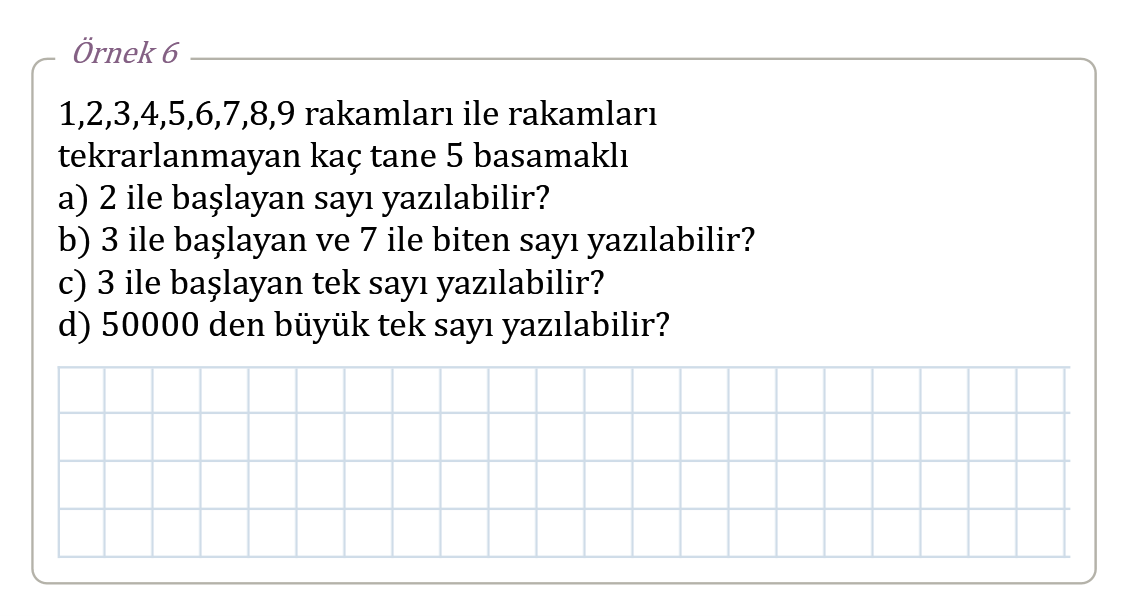 Örnek 6
1,2,3,4,5,6,7,8,9 rakamları ile rakamları
tekrarlanmayan kaç tane 5 basamaklı
a) 2 ile başlayan sayı yazılabilir?
b) 3 ile başlayan ve 7 ile biten sayı yazılabilir?
c) 3 ile başlayan tek sayı yazılabilir?
d) 50000 den büyük tek sayı yazılabilir?